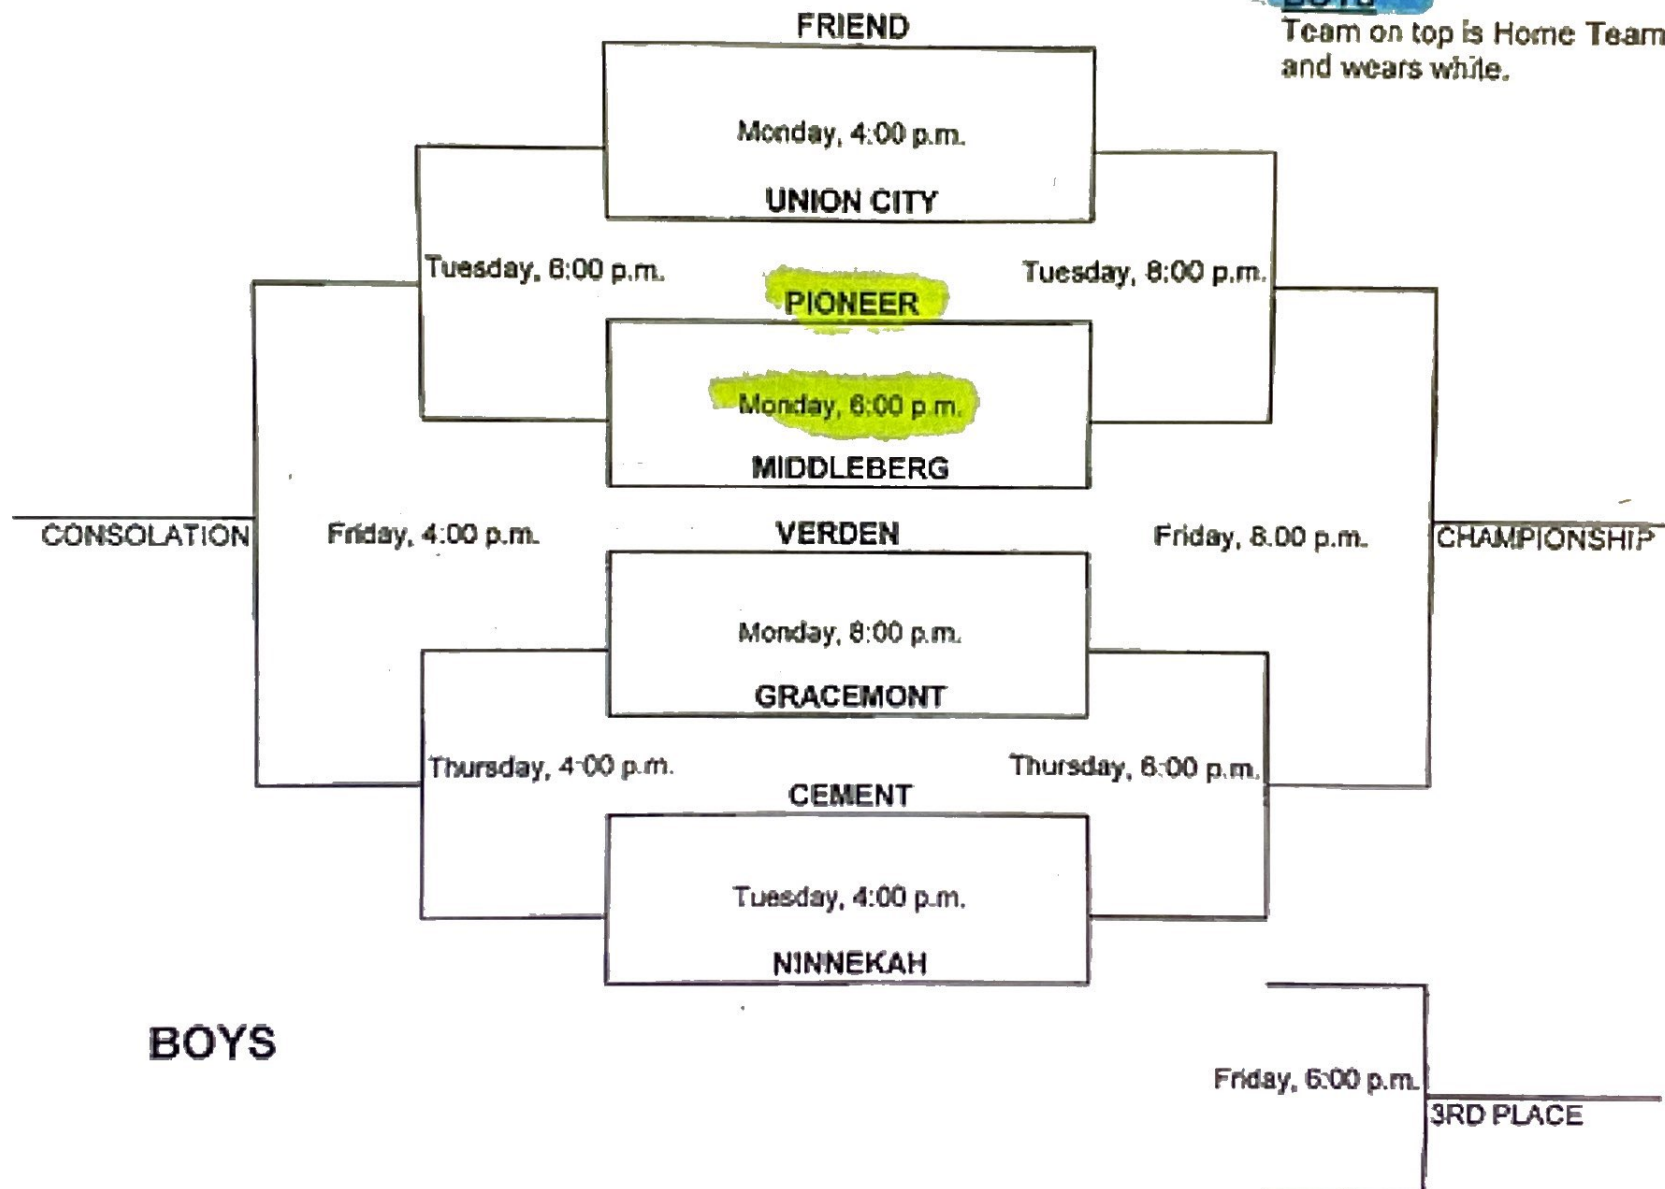 BOYS
Team on top is Home Team
and wears white.
FRIEND
Monday, 4:00 p.m.
UNION CITY
Tuesday, 6:00 p.m.
Tuesday, 8:00 p.m.
PIONEER
Monday, 6:00 p.m.
MIDDLEBERG
CONSOLATION
Friday, 4:00 p.m.
VERDEN
Friday, 8:00 p.m.
CHAMPIONSHIP
Monday, 8:00 p.m.
GRACEMONT
Thursday, 4:00 p.m.
Thursday, 6:00 p.m.
CEMENT
Tuesday, 4:00 p.m.
NINNEKAH
BOYS
Friday, 6:00 p.m.
3RD PLACE